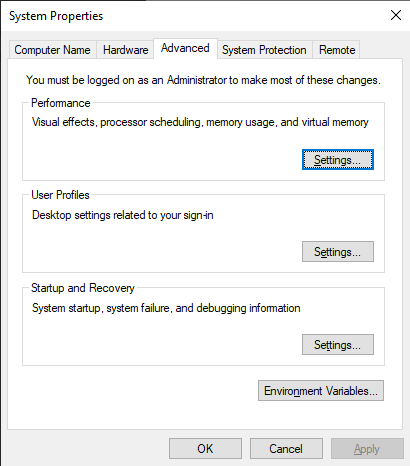 System Properties
Computer Name Hardware Advanced System Protection Remote
You must be logged on as an Administrator to make most of these changes.
Performance
Visual effects, processor scheduling, memory usage, and virtual memory
Settings...
User Profiles
Desktop settings related to your sign-in
Settings...
Startup and Recovery
System startup, system failure, and debugging information
Settings...
Environment Variables...
OK Cancel Apply